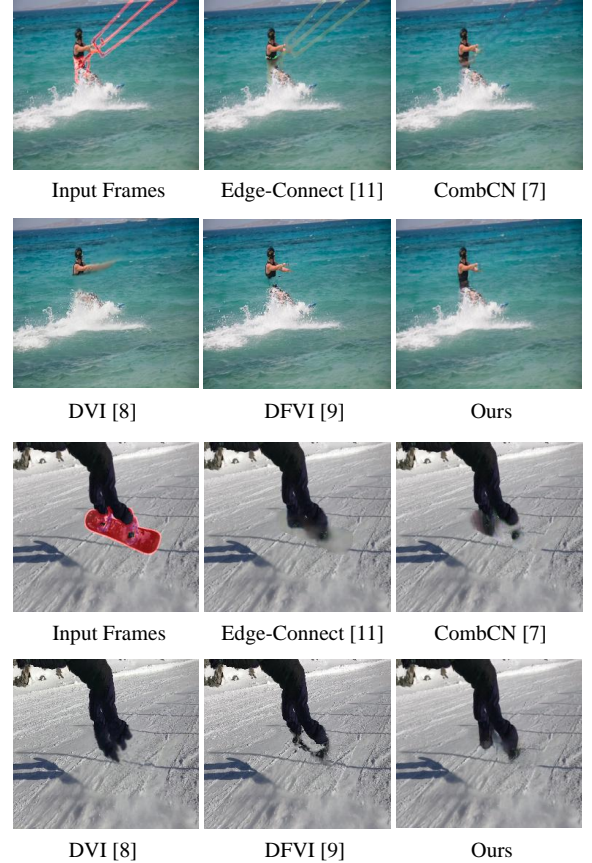 Input Frames Edge-Connect [11] CombCN [7]
DVI [8] DFVI [9] Ours
Input Frames Edge-Connect [11] CombCN [7]
DVI [8] DFVI [9] Ours